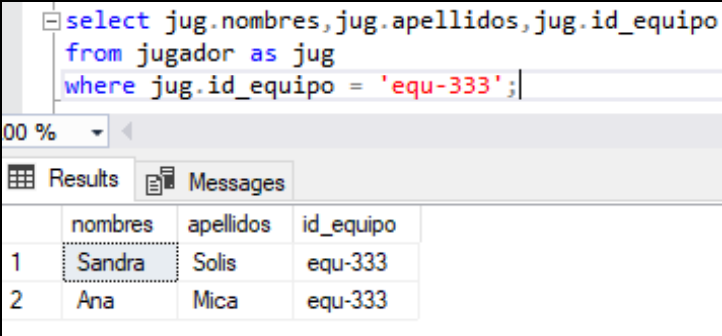 select jug.nombres,jug.apellidos,jug.id_equipo
from jugador as jug
where jug.id_equipo = 'equ-333';
00 %
Results Messages
nombres apellidos id_equipo
1 Sandra Solis equ-333
2 Ana Mica equ-333